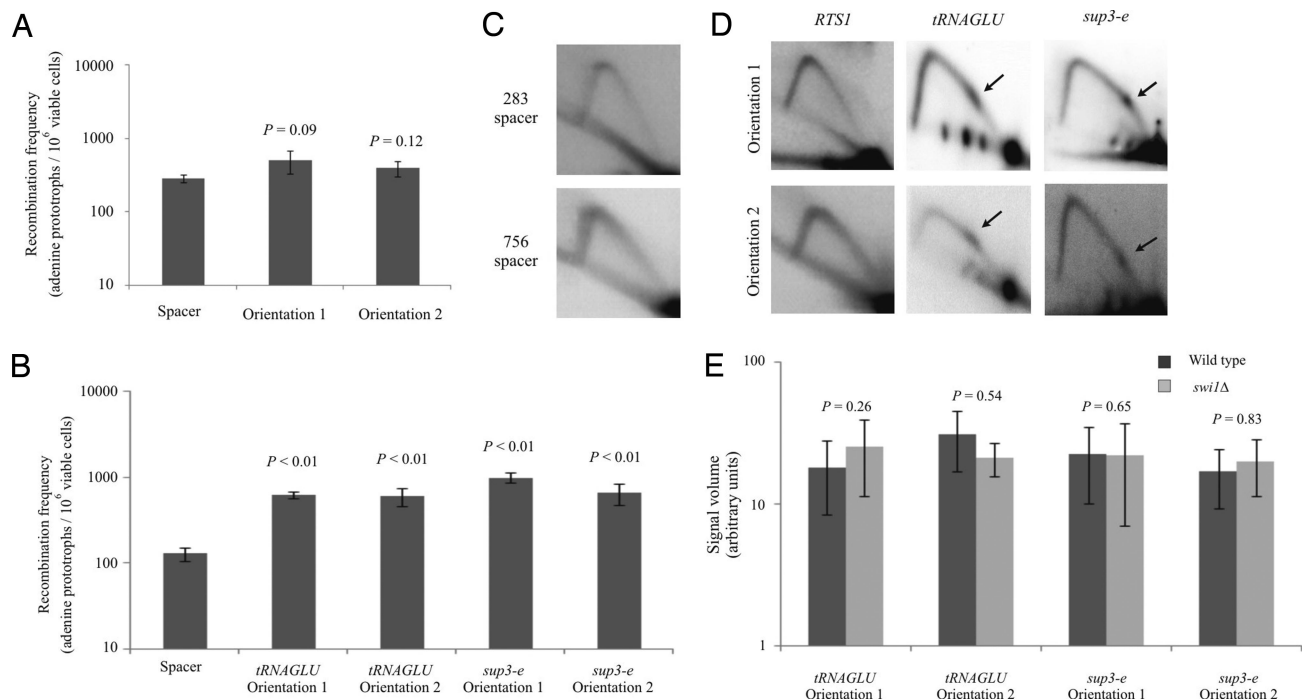 A
Recombination frequency
(adenine prototrophs / 10⁶ viable cells)
10000
1000
100
10
P = 0.09
P = 0.12
Spacer
Orientation 1
Orientation 2
B
Recombination frequency
(adenine prototrophs / 10⁶ viable cells)
10000
1000
100
10
P < 0.01
P < 0.01
P < 0.01
P < 0.01
Spacer
tRNAGLU
Orientation 1
tRNAGLU
Orientation 2
sup3-e
Orientation 1
sup3-e
Orientation 2
C
283
spacer
756
spacer
D
RTS1
tRNAGLU
sup3-e
Orientation 1
Orientation 2
E
Signal volume
(arbitrary units)
100
10
1
Wild type
swi1Δ
P = 0.26
P = 0.54
P = 0.65
P = 0.83
tRNAGLU
Orientation 1
tRNAGLU
Orientation 2
sup3-e
Orientation 1
sup3-e
Orientation 2